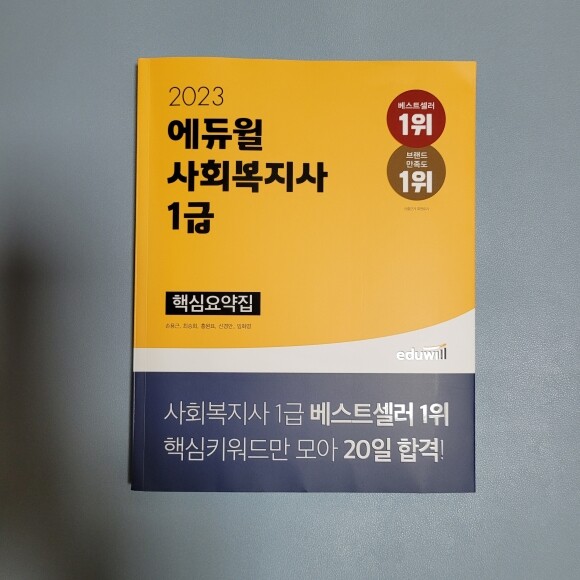 2023
에듀윌
사회복지사
1급
베스트셀러
1위
브랜드
만족도
1위
핵심요약집
eduwill
사회복지사 1급 베스트셀러 1위
핵심키워드만 모아 20일 합격!